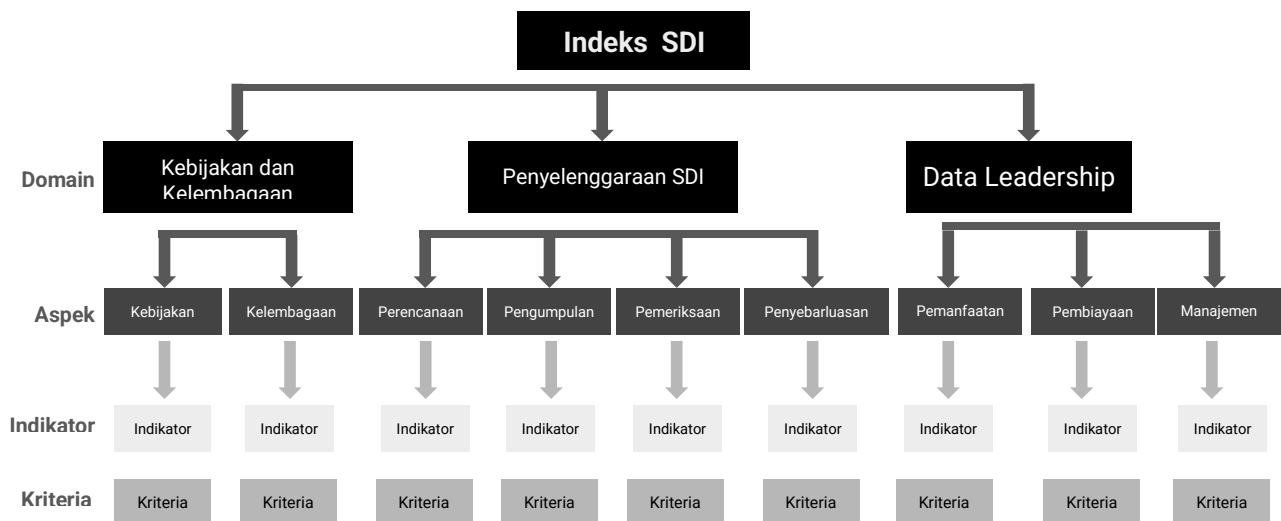 Indeks SDI
Domain
Kebijakan dan
Kelembagaan
Penyelenggaraan SDI
Data Leadership
Aspek
Kebijakan
Kelembagaan
Perencanaan
Pengumpulan
Pemeriksaan
Penyebarluasan
Pemanfaatan
Pembiayaan
Manajemen
Indikator
Indikator
Indikator
Indikator
Indikator
Indikator
Indikator
Indikator
Indikator
Indikator
Kriteria
Kriteria
Kriteria
Kriteria
Kriteria
Kriteria
Kriteria
Kriteria
Kriteria
Kriteria